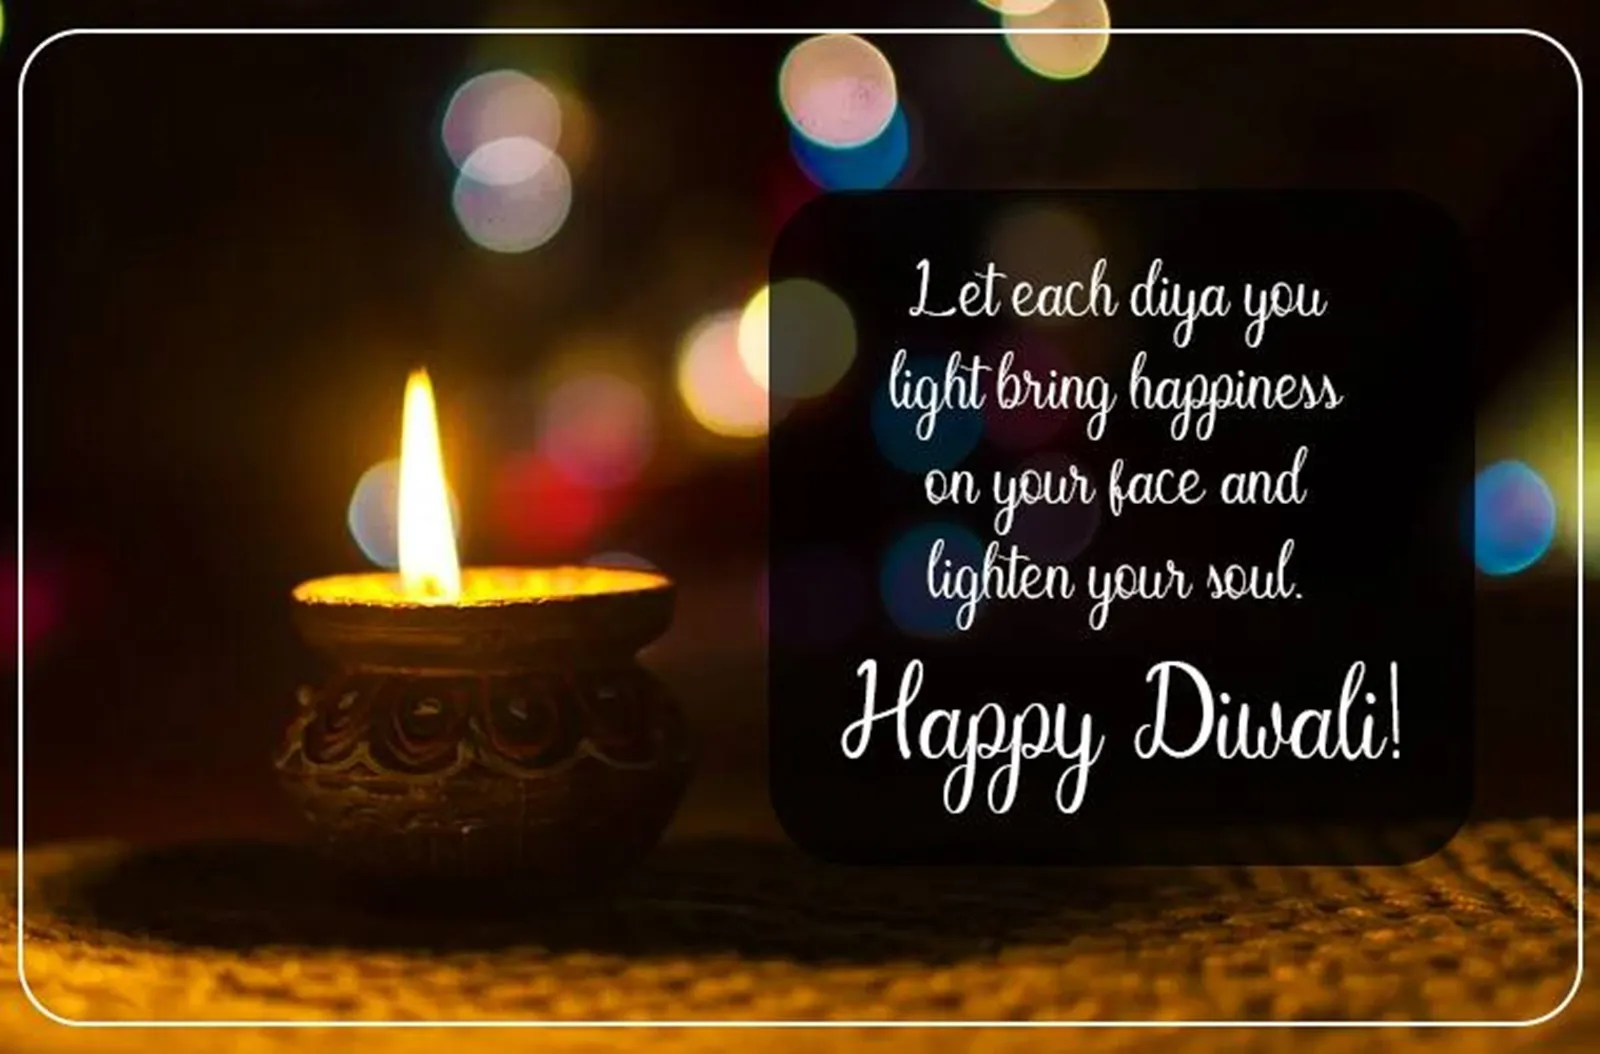 Let each diya you
light bring happiness
on your face and
lighten your soul.
Happy Diwali!